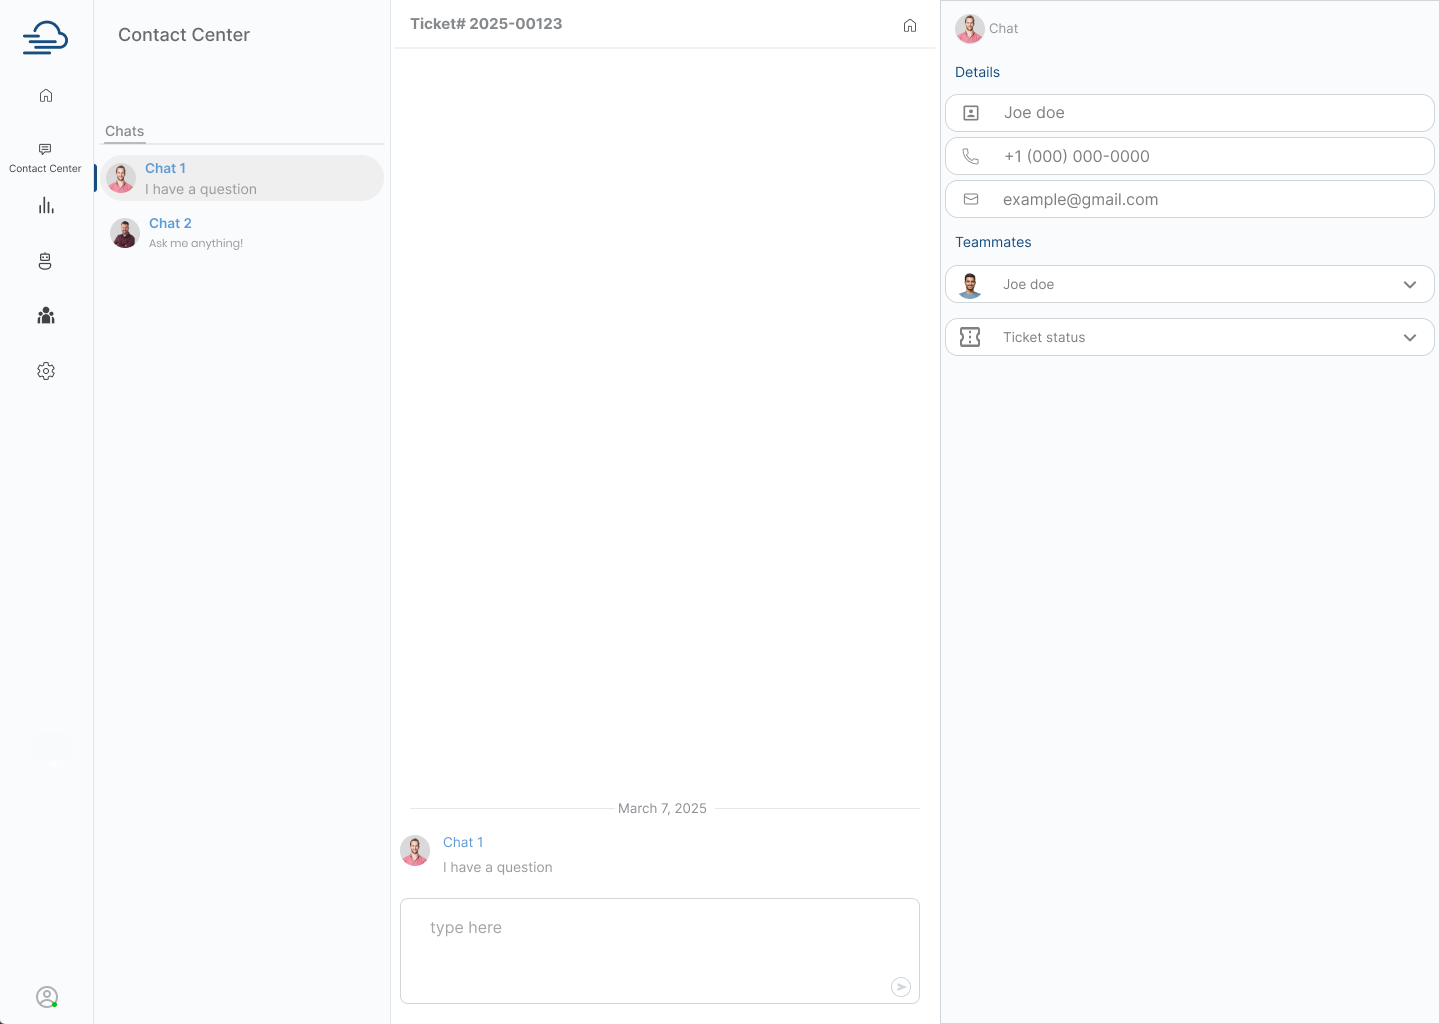 Contact Center
Contact Center
Chats
Chat 1
I have a question
Chat 2
Ask me anything!
Ticket# 2025-00123
March 7, 2025
Chat 1
I have a question
type here
Chat
Details
Joe doe
+1 (000) 000-0000
example@gmail.com
Teammates
Joe doe
Ticket status